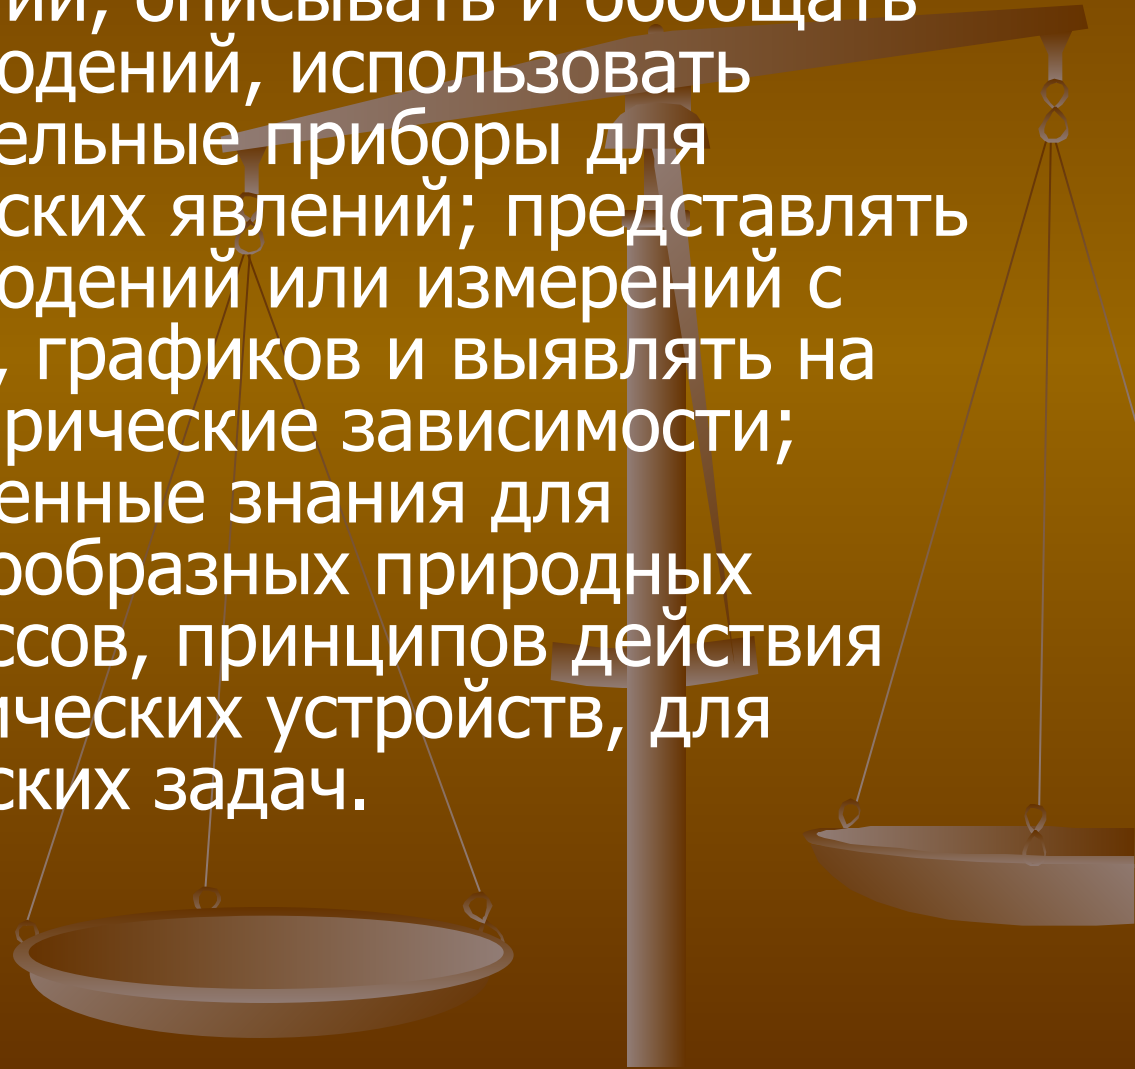 ний, описывать и обобщать
одений, использовать
ельные приборы для
ских явлений; представлять
одений или измерений с
, графиков и выявлять на
рические зависимости;
енные знания для
ообразных природных
ссов, принципов действия
ических устройств, для
ских задач.